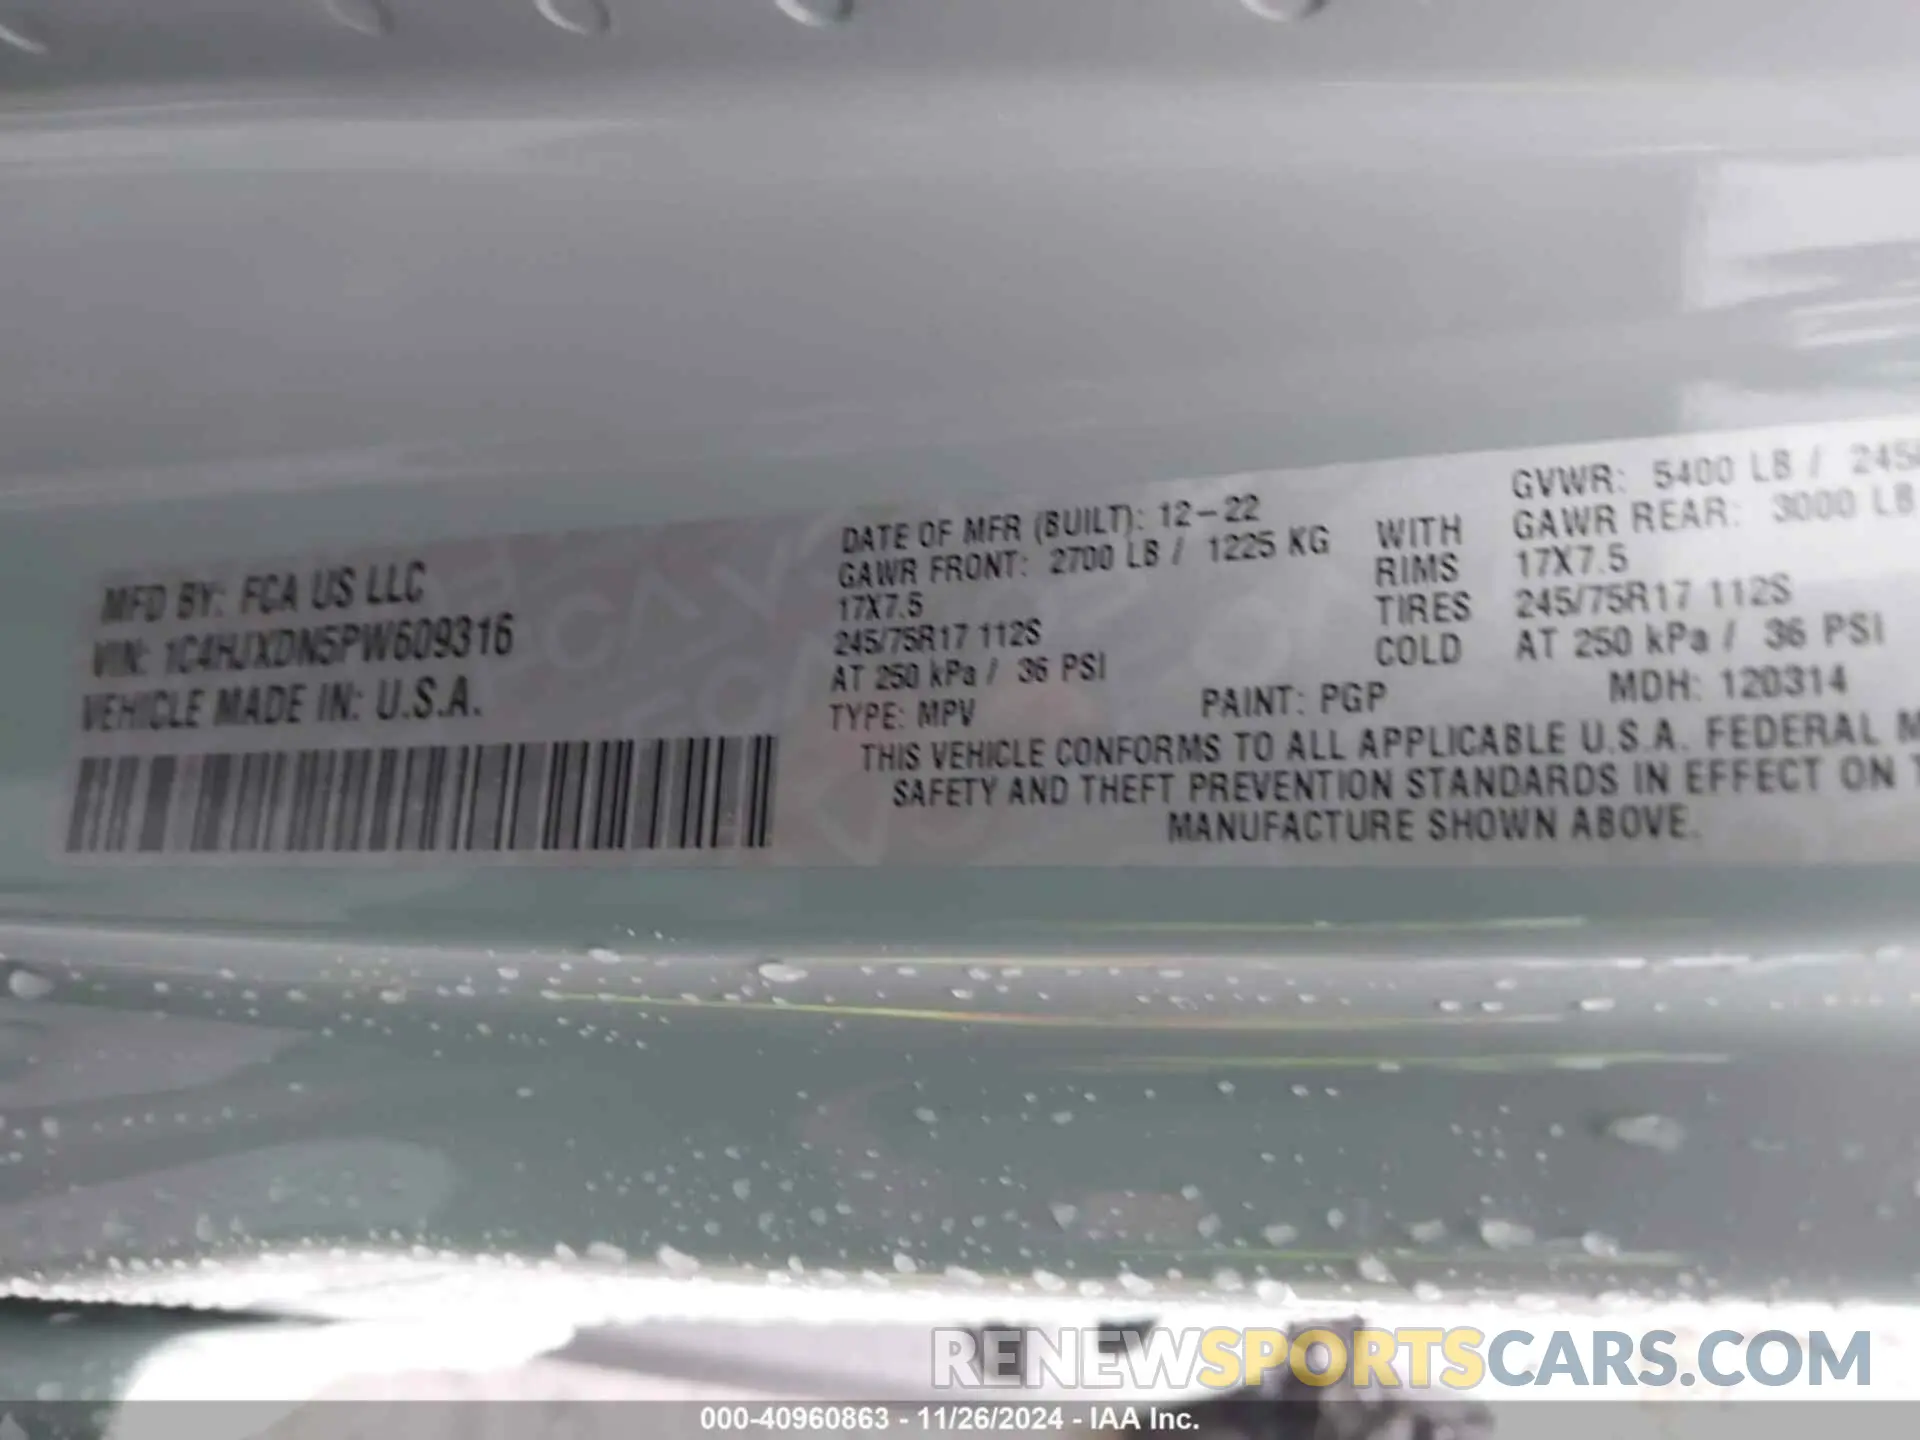 MFD BY: FCA US LLC
VIN: 1C4HJXDN5PW609316
VEHICLE MADE IN: U.S.A.
DATE OF MFR (BUILT): 12-22
GAWR FRONT: 2700 LB / 1225 KG
17X7.5
245/75R17 112S
AT 250 kPa / 36 PSI
TYPE: MPV
WITH
RIMS
TIRES
COLD
GVWR: 5400 LB /
GAWR REAR: 3000 LB
17X7.5
245/75R17 112S
AT 250 kPa / 36 PSI
PAINT: PGP
MDH: 120314
THIS VEHICLE CONFORMS TO ALL APPLICABLE U.S.A. FEDERAL M
SAFETY AND THEFT PREVENTION STANDARDS IN EFFECT ON T
MANUFACTURE SHOWN ABOVE.
RENEWSPORTSCARS.COM
000-40960863 - 11/26/2024 - IAA Inc.